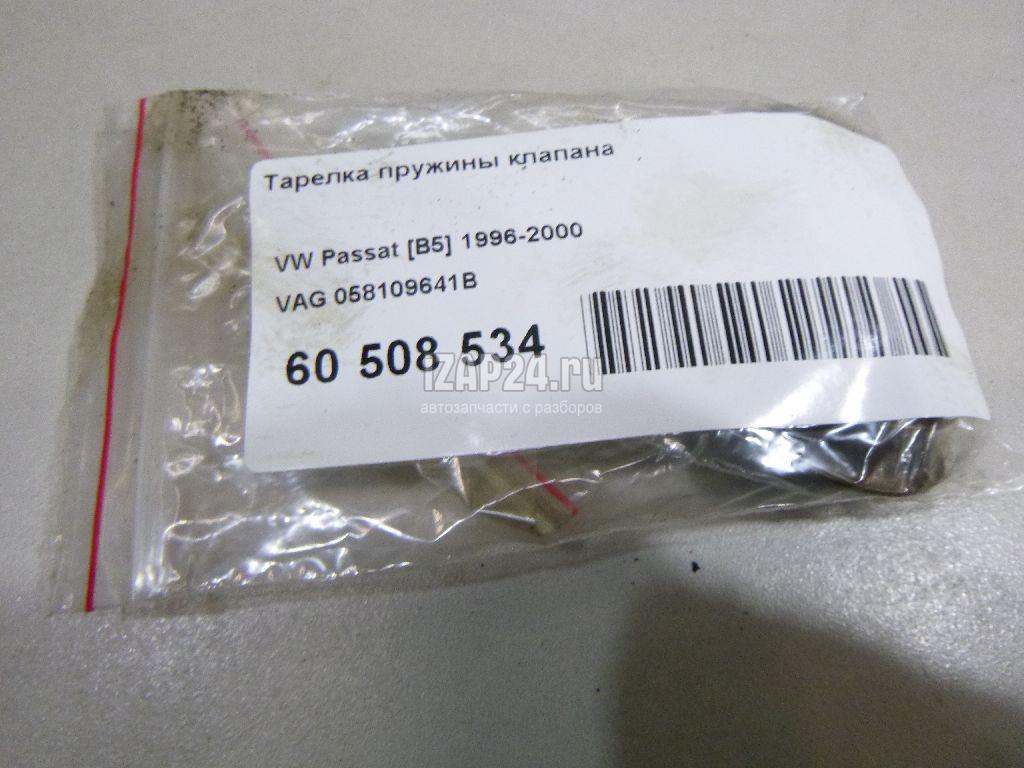 Тарелка пружины клапана
VW Passat [B5] 1996-2000
VAG 058109641B
60 508 534
IZAP24.ru
автозапчасти с разборов